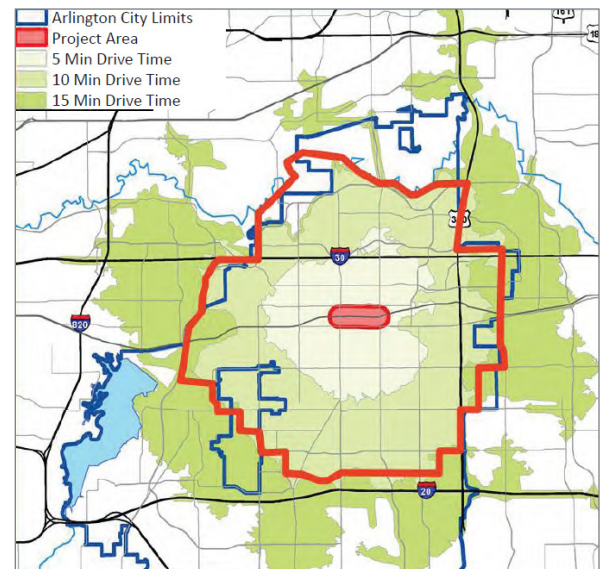 Arlington City Limits
Project Area
5 Min Drive Time
10 Min Drive Time
15 Min Drive Time
161
30
820
20